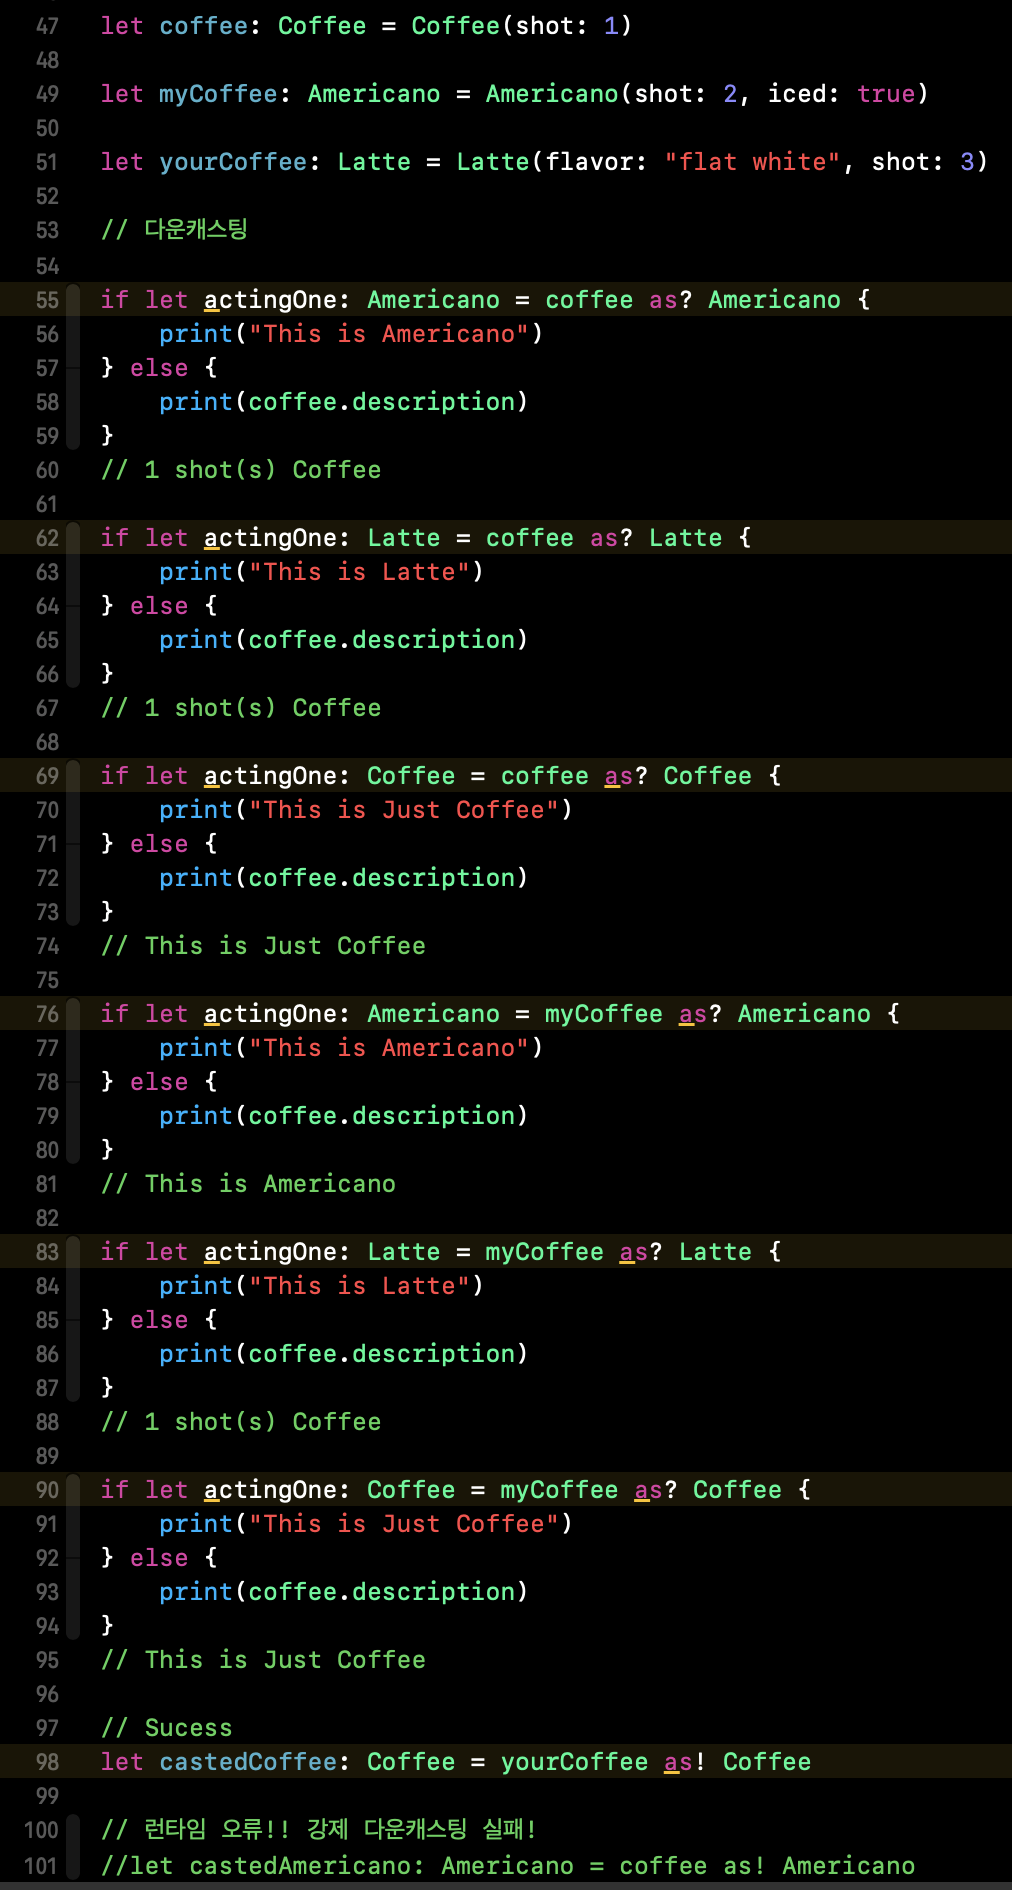 47 let coffee: Coffee = Coffee(shot: 1)
48
49 let myCoffee: Americano = Americano(shot: 2, iced: true)
50
51 let yourCoffee: Latte = Latte(flavor: "flat white", shot: 3)
52
53 // 다운캐스팅
54
55 if let actingOne: Americano = coffee as? Americano {
56     print("This is Americano")
57 } else {
58     print(coffee.description)
59 }
60 // 1 shot(s) Coffee
61
62 if let actingOne: Latte = coffee as? Latte {
63     print("This is Latte")
64 } else {
65     print(coffee.description)
66 }
67 // 1 shot(s) Coffee
68
69 if let actingOne: Coffee = coffee as? Coffee {
70     print("This is Just Coffee")
71 } else {
72     print(coffee.description)
73 }
74 // This is Just Coffee
75
76 if let actingOne: Americano = myCoffee as? Americano {
77     print("This is Americano")
78 } else {
79     print(coffee.description)
80 }
81 // This is Americano
82
83 if let actingOne: Latte = myCoffee as? Latte {
84     print("This is Latte")
85 } else {
86     print(coffee.description)
87 }
88 // 1 shot(s) Coffee
89
90 if let actingOne: Coffee = myCoffee as? Coffee {
91     print("This is Just Coffee")
92 } else {
93     print(coffee.description)
94 }
95 // This is Just Coffee
96
97 // Sucess
98 let castedCoffee: Coffee = yourCoffee as! Coffee
99
100 // 런타임 오류!! 강제 다운캐스팅 실패!
101 //let castedAmericano: Americano = coffee as! Americano